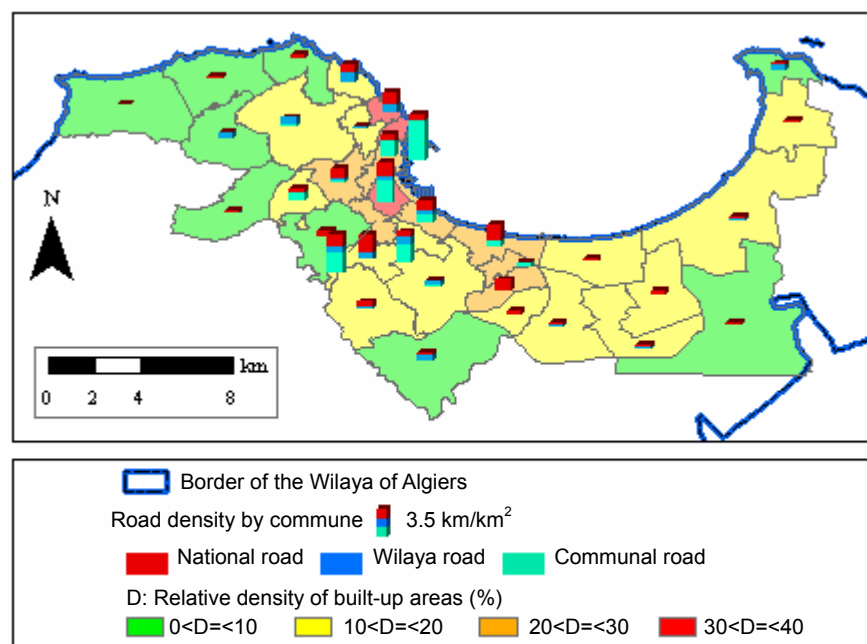 N
km
0 2 4 8
Border of the Wilaya of Algiers
Road density by commune 3.5 km/km²
National road Wilaya road Communal road
D: Relative density of built-up areas (%)
0<D=<10 10<D=<20 20<D=<30 30<D=<40